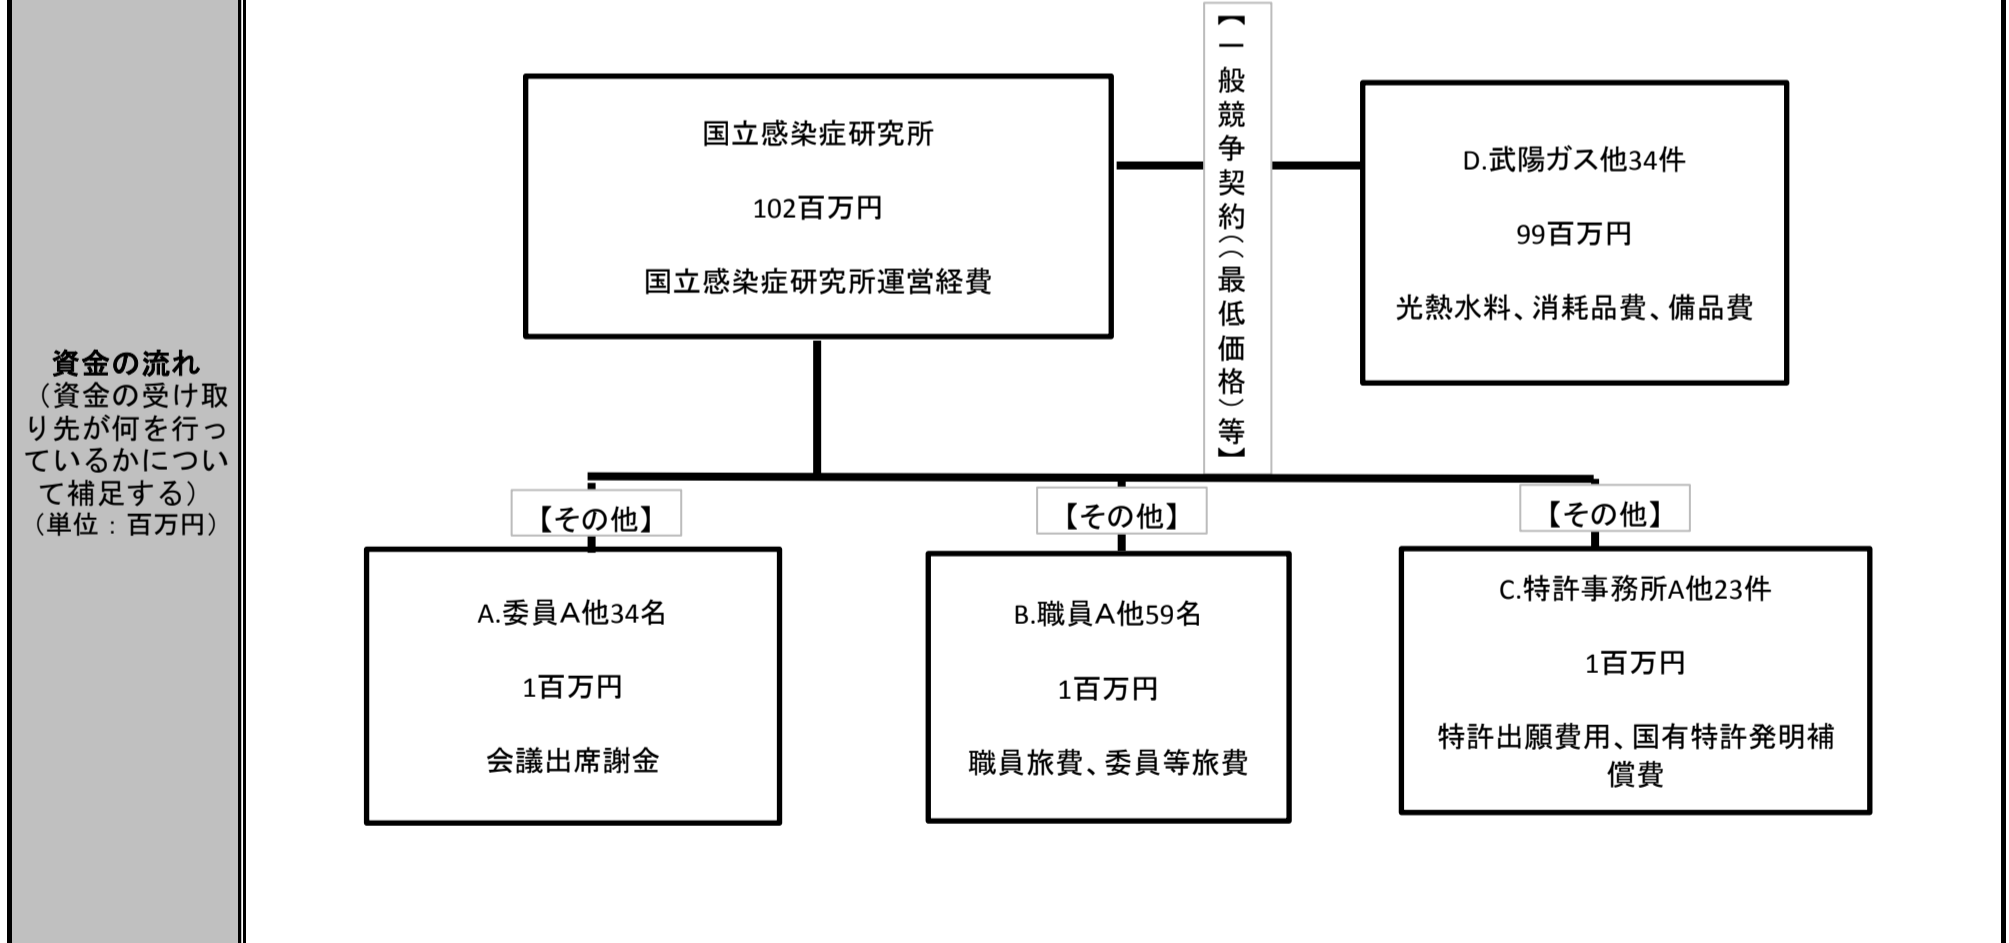 資金の流れ
（資金の受け取
り先が何を行っ
ているかについ
て補足する）
（単位：百万円）
国立感染症研究所
102百万円
国立感染症研究所運営経費
【一般競争契約（（最低価格）等】
D.武陽ガス他34件
99百万円
光熱水料、消耗品費、備品費
【その他】
A.委員Ａ他34名
1百万円
会議出席謝金
【その他】
B.職員Ａ他59名
1百万円
職員旅費、委員等旅費
【その他】
C.特許事務所A他23件
1百万円
特許出願費用、国有特許発明補
償費